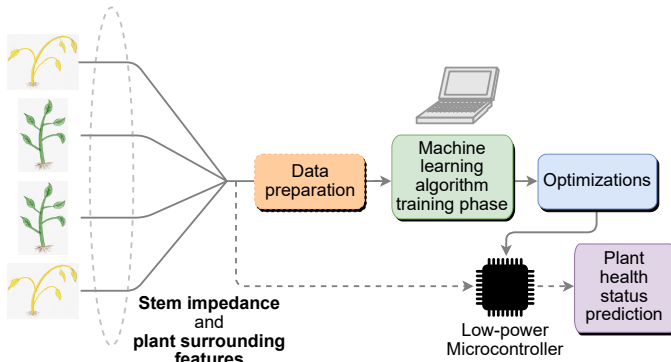 Data
preparation
Machine
learning
algorithm
training phase
Optimizations
Stem impedance
and
plant surrounding
features
Low-power
Microcontroller
Plant
health
status
prediction